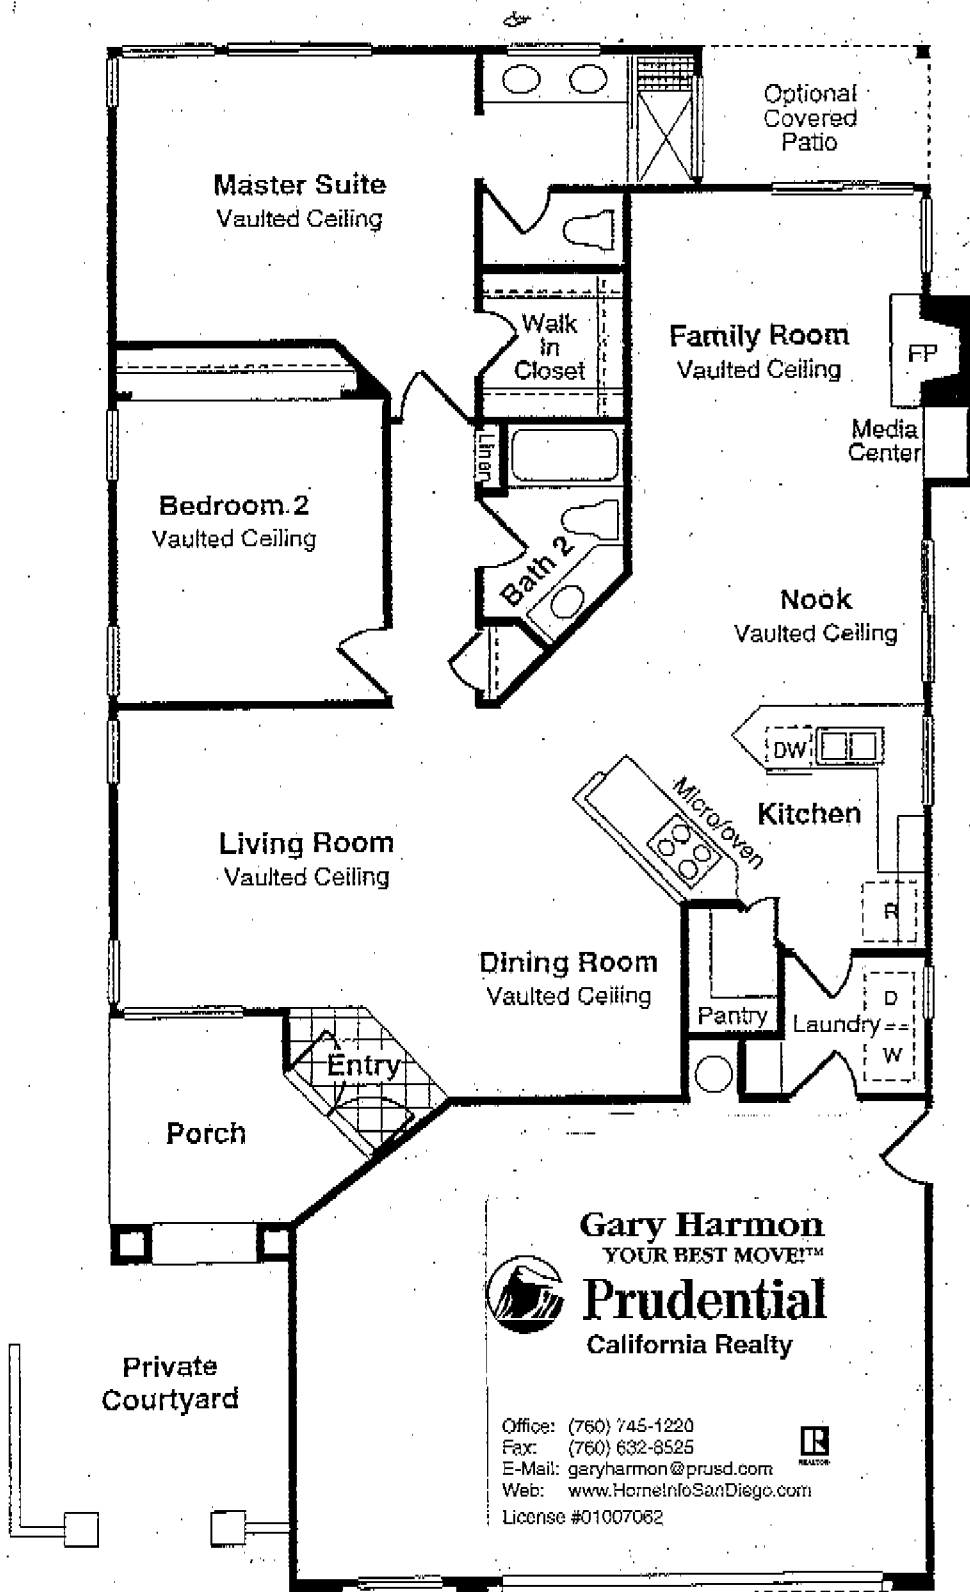 Optional
Covered
Patio
Master Suite
Vaulted Ceiling
Walk
In
Closet
Family Room
Vaulted Ceiling
FP
Media
Center
Linen
Bedroom 2
Vaulted Ceiling
Bath 2
Nook
Vaulted Ceiling
DW
Micro/oven
Kitchen
Living Room
Vaulted Ceiling
R
Dining Room
Vaulted Ceiling
D
Pantry
Laundry
W
Entry
Porch
Gary Harmon
YOUR BEST MOVE!™
Prudential
California Realty
Private
Courtyard
Office: (760) 745-1220
Fax: (760) 632-8525
E-Mail: garyharmon@prusd.com
Web: www.HomeInfoSanDiego.com
License #01007062
REALTOR